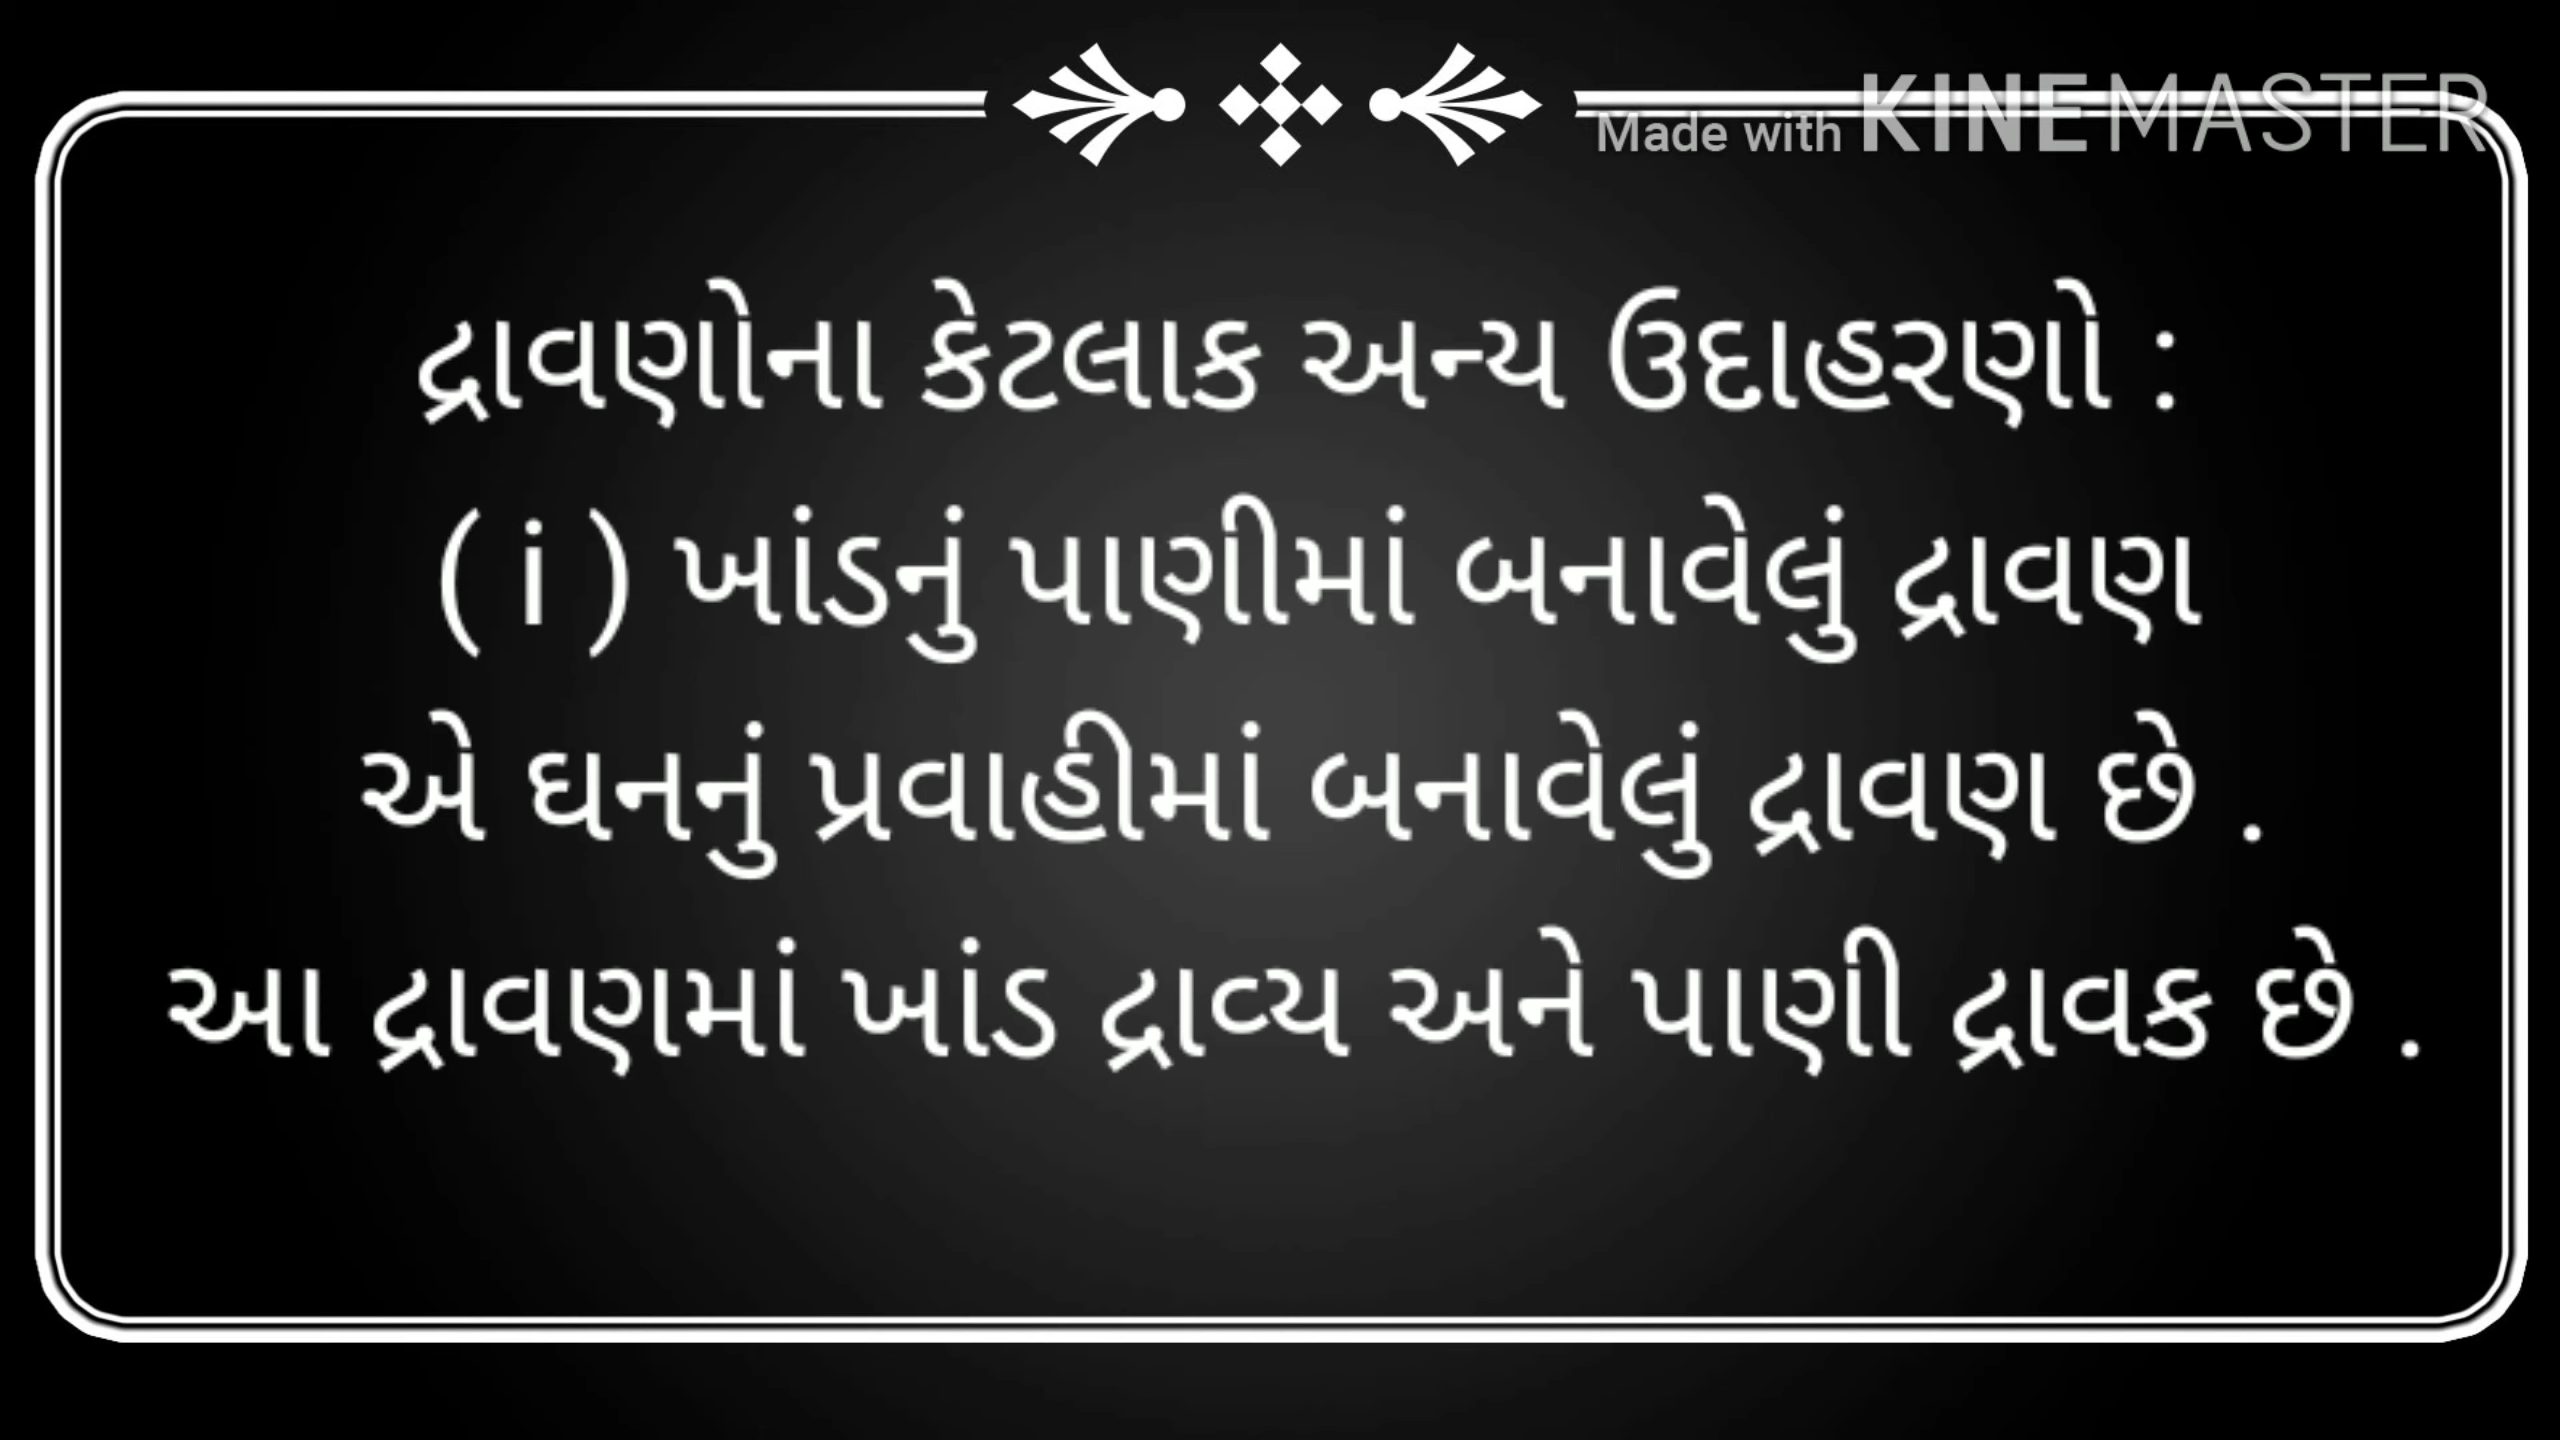 Made with KINEMASTER
દ્રાવણોના કેટલાક અન્ય ઉદાહરણો :
( i ) ખાંડનું પાણીમાં બનાવેલું દ્રાવણ
એ ઘનનું પ્રવાહીમાં બનાવેલું દ્રાવણ છે .
આ દ્રાવણમાં ખાંડ દ્રાવ્ય અને પાણી દ્રાવક છે .